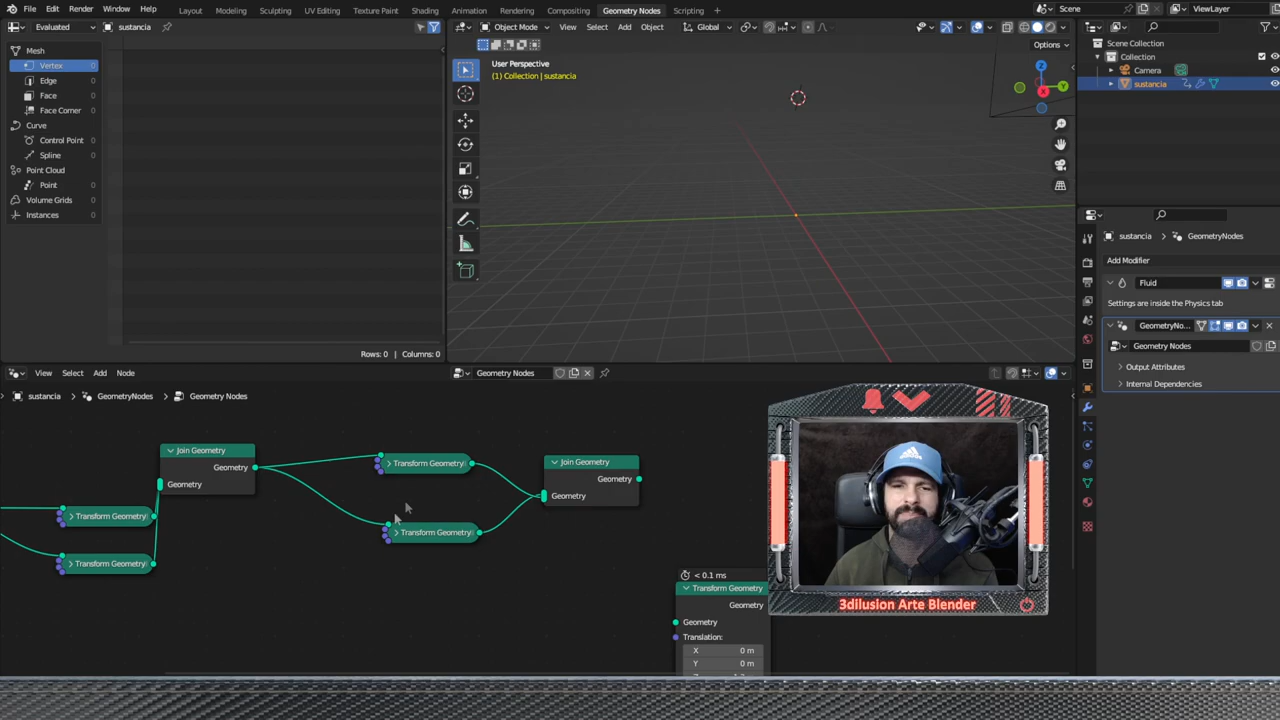 File Edit Render Window Help
Layout Modeling Sculpting UV Editing Texture Paint Shading Animation Rendering Compositing Geometry Nodes Scripting +
Scene
ViewLayer
Evaluated
sustancia
Mesh
Vertex 0
Edge 0
Face 0
Face Corner 0
Curve
Control Point 0
Spline 0
Point Cloud
Point 0
Volume Grids 0
Instances 0
Rows: 0 | Columns: 0
Object Mode View Select Add Object
Global
Options
User Perspective
(1) Collection | sustancia
Z
Y
X
Scene Collection
Collection
Camera
sustancia
sustancia > GeometryNodes
Add Modifier
Fluid
Settings are inside the Physics tab
GeometryNo...
Geometry Nodes
Output Attributes
Internal Dependencies
View Select Add Node
Geometry Nodes
sustancia > GeometryNodes > Geometry Nodes
Join Geometry
Geometry
Geometry
Transform Geometry
Transform Geometry
Transform Geometry
Transform Geometry
Join Geometry
Geometry
Geometry
< 0.1 ms
Transform Geometry
Geometry
Geometry
Translation:
X 0 m
Y 0 m
3dilusion Arte Blender